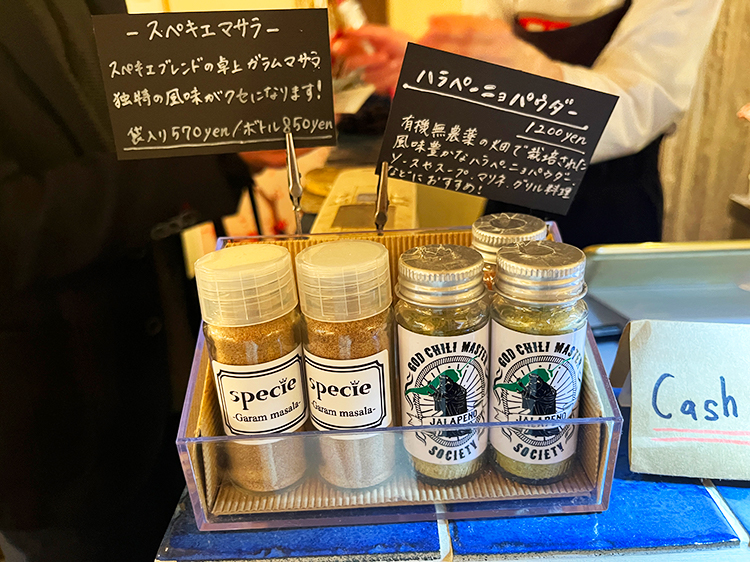 -スペキエマサラ-
スペキエブレンドの卓上ガラムマサラ
独特の風味がクセになります!
袋入り570yen/ボトル850yen
ハラペーニョパウダー
1200yen
有機無農薬の畑で栽培された
風味豊かなハラペーニョパウダー
ソースやスープ、マリネ、グリル料理
などにおすすめ!
specie
-Garam masala-
specie
-Garam masala-
GOD CHILI MASTER
JALAPENO
SOCIETY
GOD CHILI MASTER
JALAPENO
SOCIETY
Cash